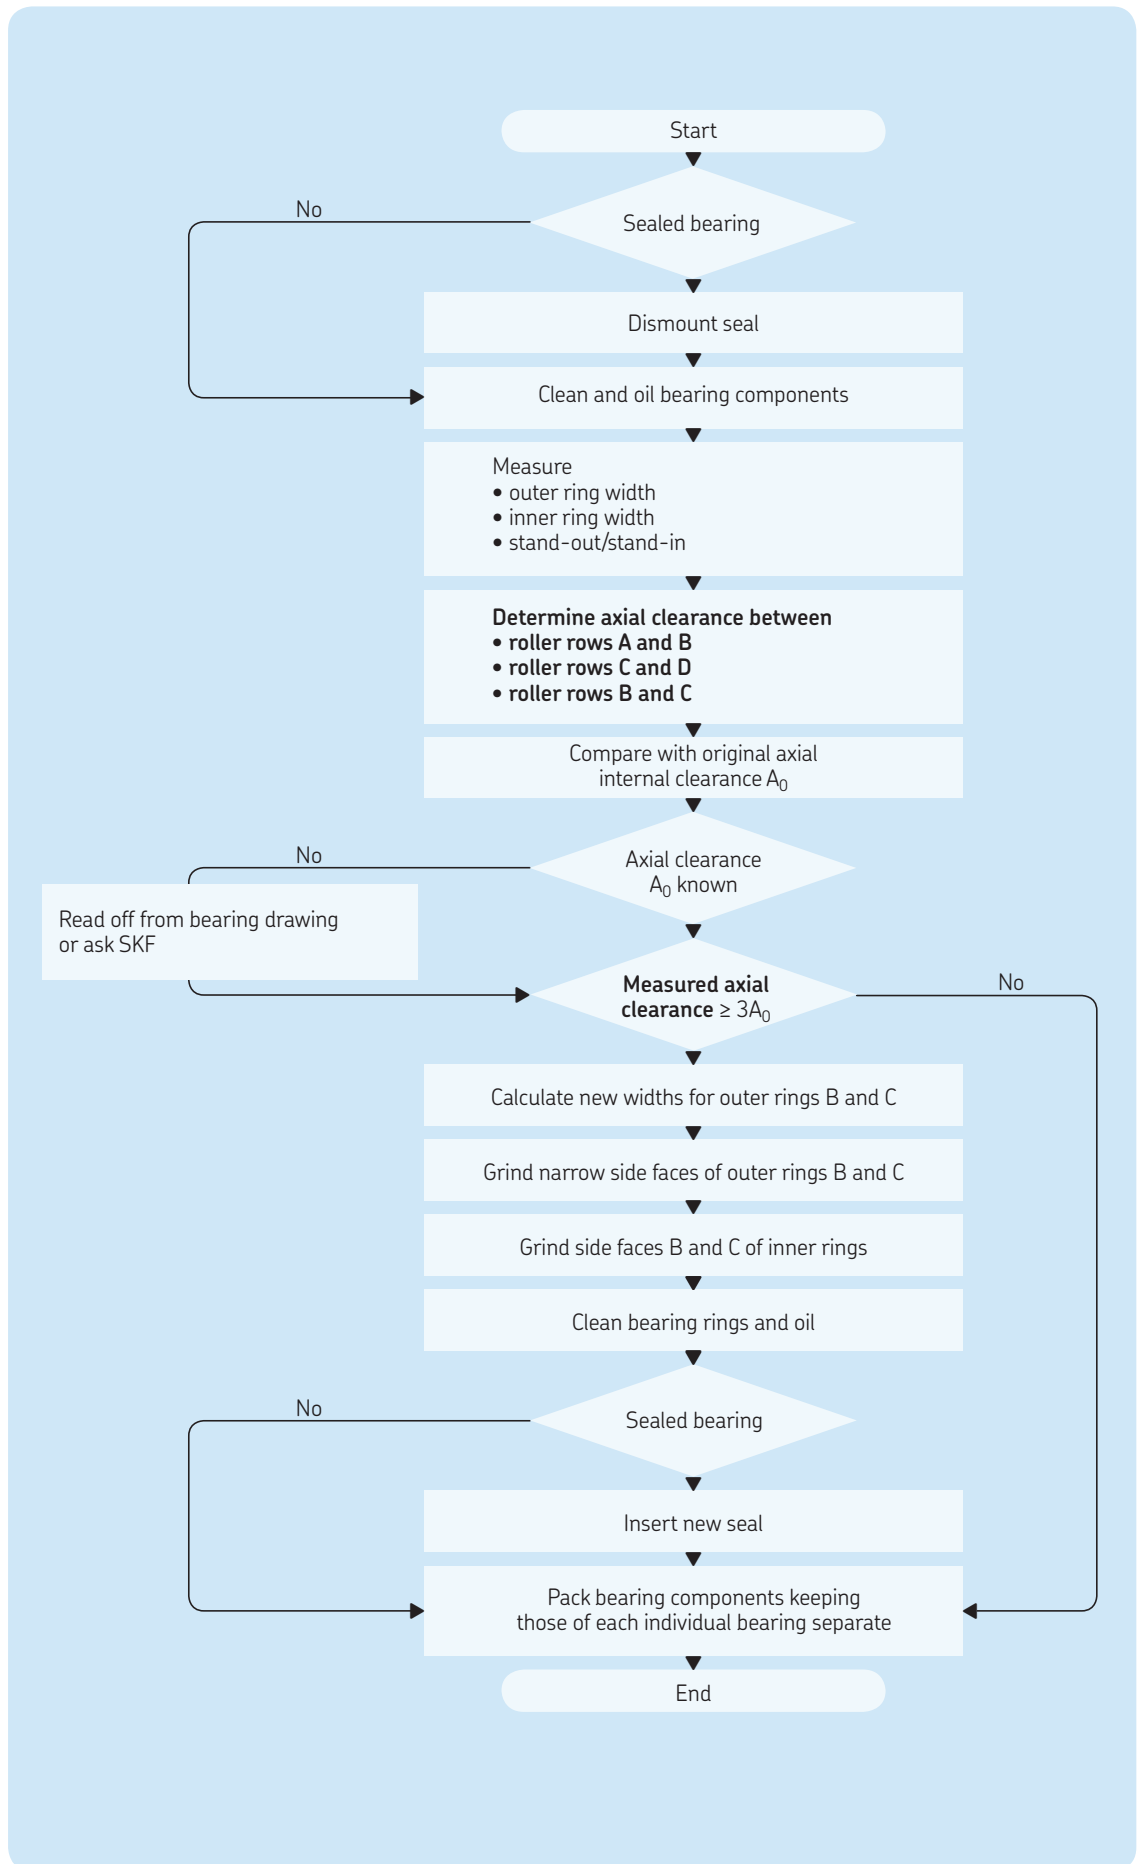 Start
No
Sealed bearing
Dismount seal
Clean and oil bearing components
Measure
• outer ring width
• inner ring width
• stand-out/stand-in
Determine axial clearance between
• roller rows A and B
• roller rows C and D
• roller rows B and C
Compare with original axial
internal clearance A₀
No
Axial clearance
A₀ known
Read off from bearing drawing
or ask SKF
Measured axial
clearance ≥ 3A₀
No
Calculate new widths for outer rings B and C
Grind narrow side faces of outer rings B and C
Grind side faces B and C of inner rings
Clean bearing rings and oil
No
Sealed bearing
Insert new seal
Pack bearing components keeping
those of each individual bearing separate
End